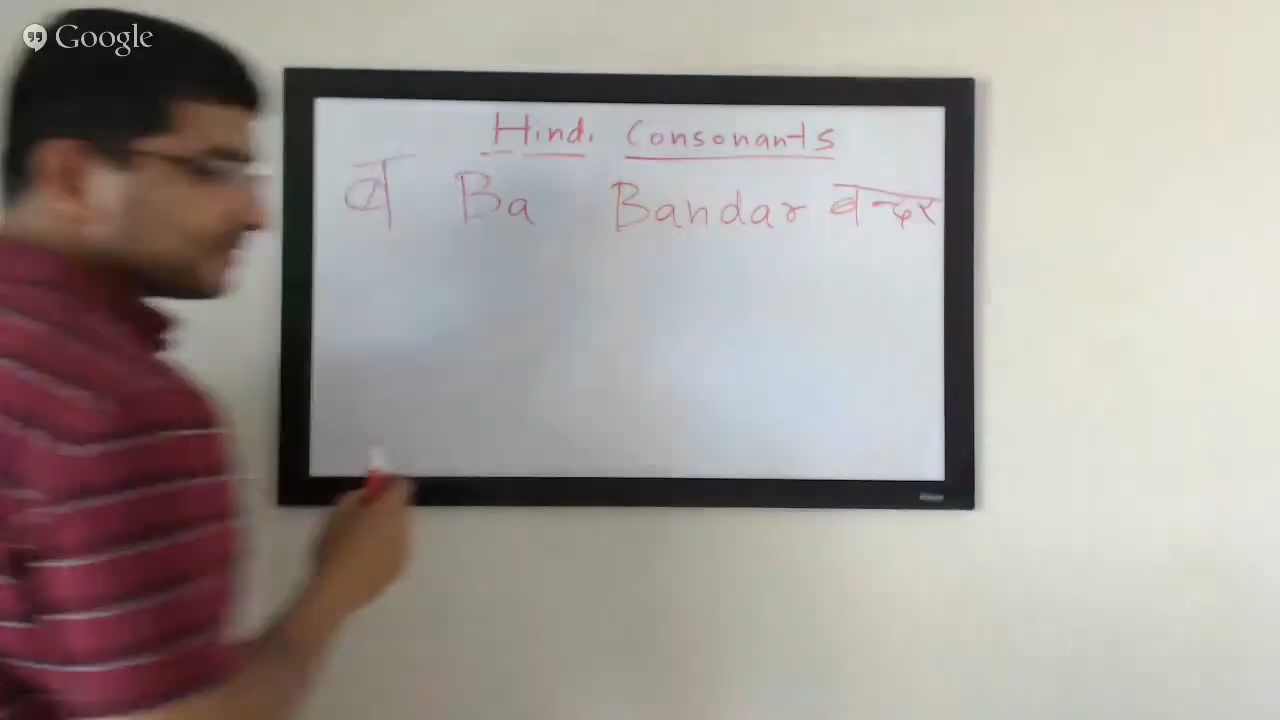 Google
Hindi Consonants
ब Ba Bandar बन्दर